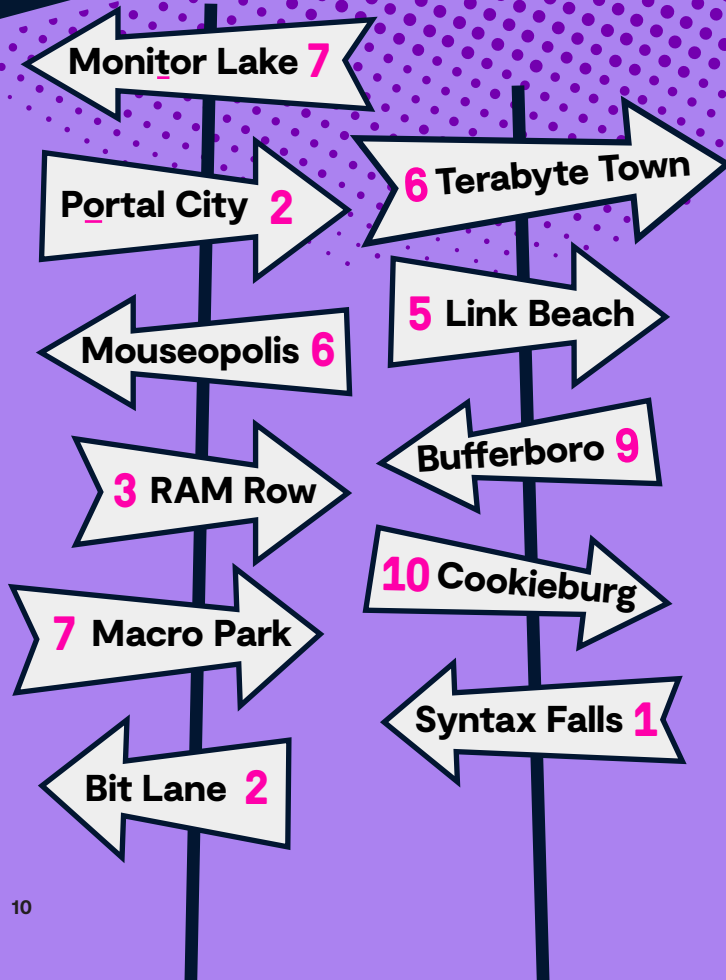 Monitor Lake 7
Portal City 2
Mouseopolis 6
3 RAM Row
7 Macro Park
Bit Lane 2
6 Terabyte Town
5 Link Beach
Bufferboro 9
10 Cookieburg
Syntax Falls 1
10